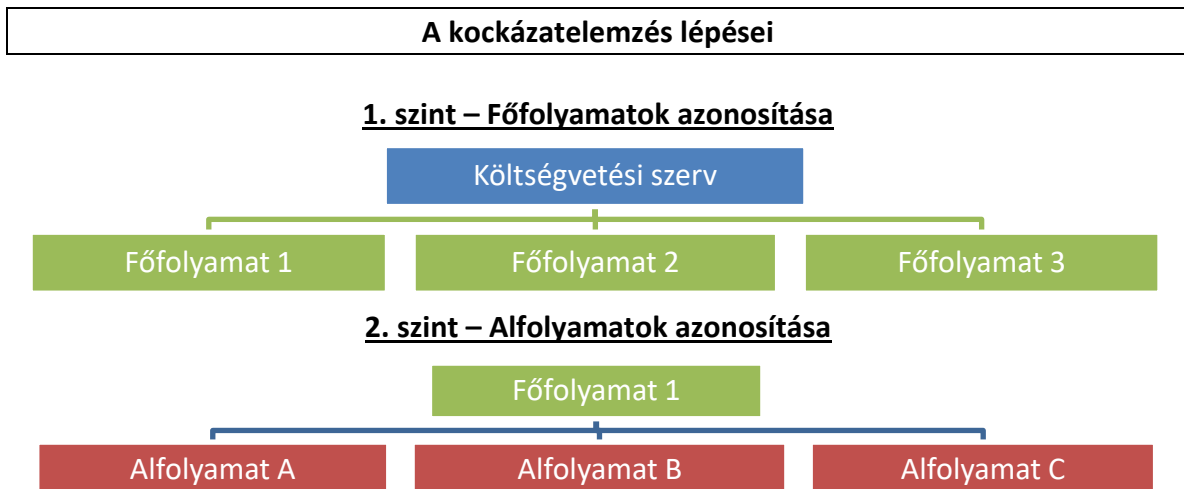 A kockázatelemzés lépései
1. szint – Főfolyamatok azonosítása
Költségvetési szerv
Főfolyamat 1
Főfolyamat 2
Főfolyamat 3
2. szint – Alfolyamatok azonosítása
Főfolyamat 1
Alfolyamat A
Alfolyamat B
Alfolyamat C